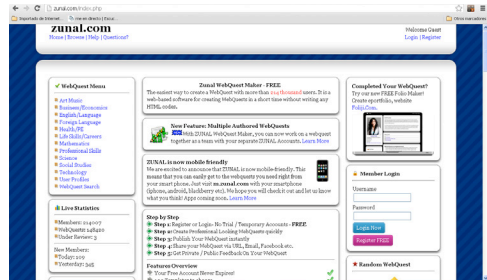 zunal.com/index.php
Importado de Internet...
me en directo | Escu...
Otros marcadores
zunal.com
Home | Browse | Help | Questions?
Welcome Guest
Login | Register
WebQuest Menu
Art Music
Business/Economics
English/Language
Foreign Language
Health/PE
Life Skills/Careers
Mathematics
Professional Skills
Science
Social Studies
Technology
User Profiles
WebQuest Search
Live Statistics
Members: 214007
WebQuests: 148420
Under Review: 3
New Members:
Today: 109
Yesterday: 345
Zunal WebQuest Maker - FREE
The easiest way to create a WebQuest with more than 214 thousand users. It is a
web-based software for creating WebQuests in a short time without writing any
HTML codes.
New Feature: Multiple Authored WebQuests
With ZUNAL WebQuest Maker, you can now work on a webquest
together as a team with your separate ZUNAL Accounts. Learn More
ZUNAL is now mobile friendly
We are excited to announce that ZUNAL is now mobile friendly. This
means that you can easily get to the webquests you need right from
your smart phone. Just visit m.zunal.com with your smartphone
(iphone, android, blackberry etc). We hope you will check it out and let us know
what you think! Apps coming soon. Learn More
Step by Step
Step 1: Register or Login- No Trial / Temporary Accounts - FREE.
Step 2: Create Professional Looking WebQuests quickly
Step 3: Publish Your WebQuest instantly
Step 4: Share your WebQuest via URL, Email, Facebook etc.
Step 5: Get Private / Public Feedback On Your WebQuest
Features Overview
Your Free Account Never Expires!
Completed Your WebQuest?
Try our new FREE Folio Maker!
Create eportfolio, website
Folyji.Com.
Member Login
Username
Password
Login Now
Register FREE
Random WebQuest